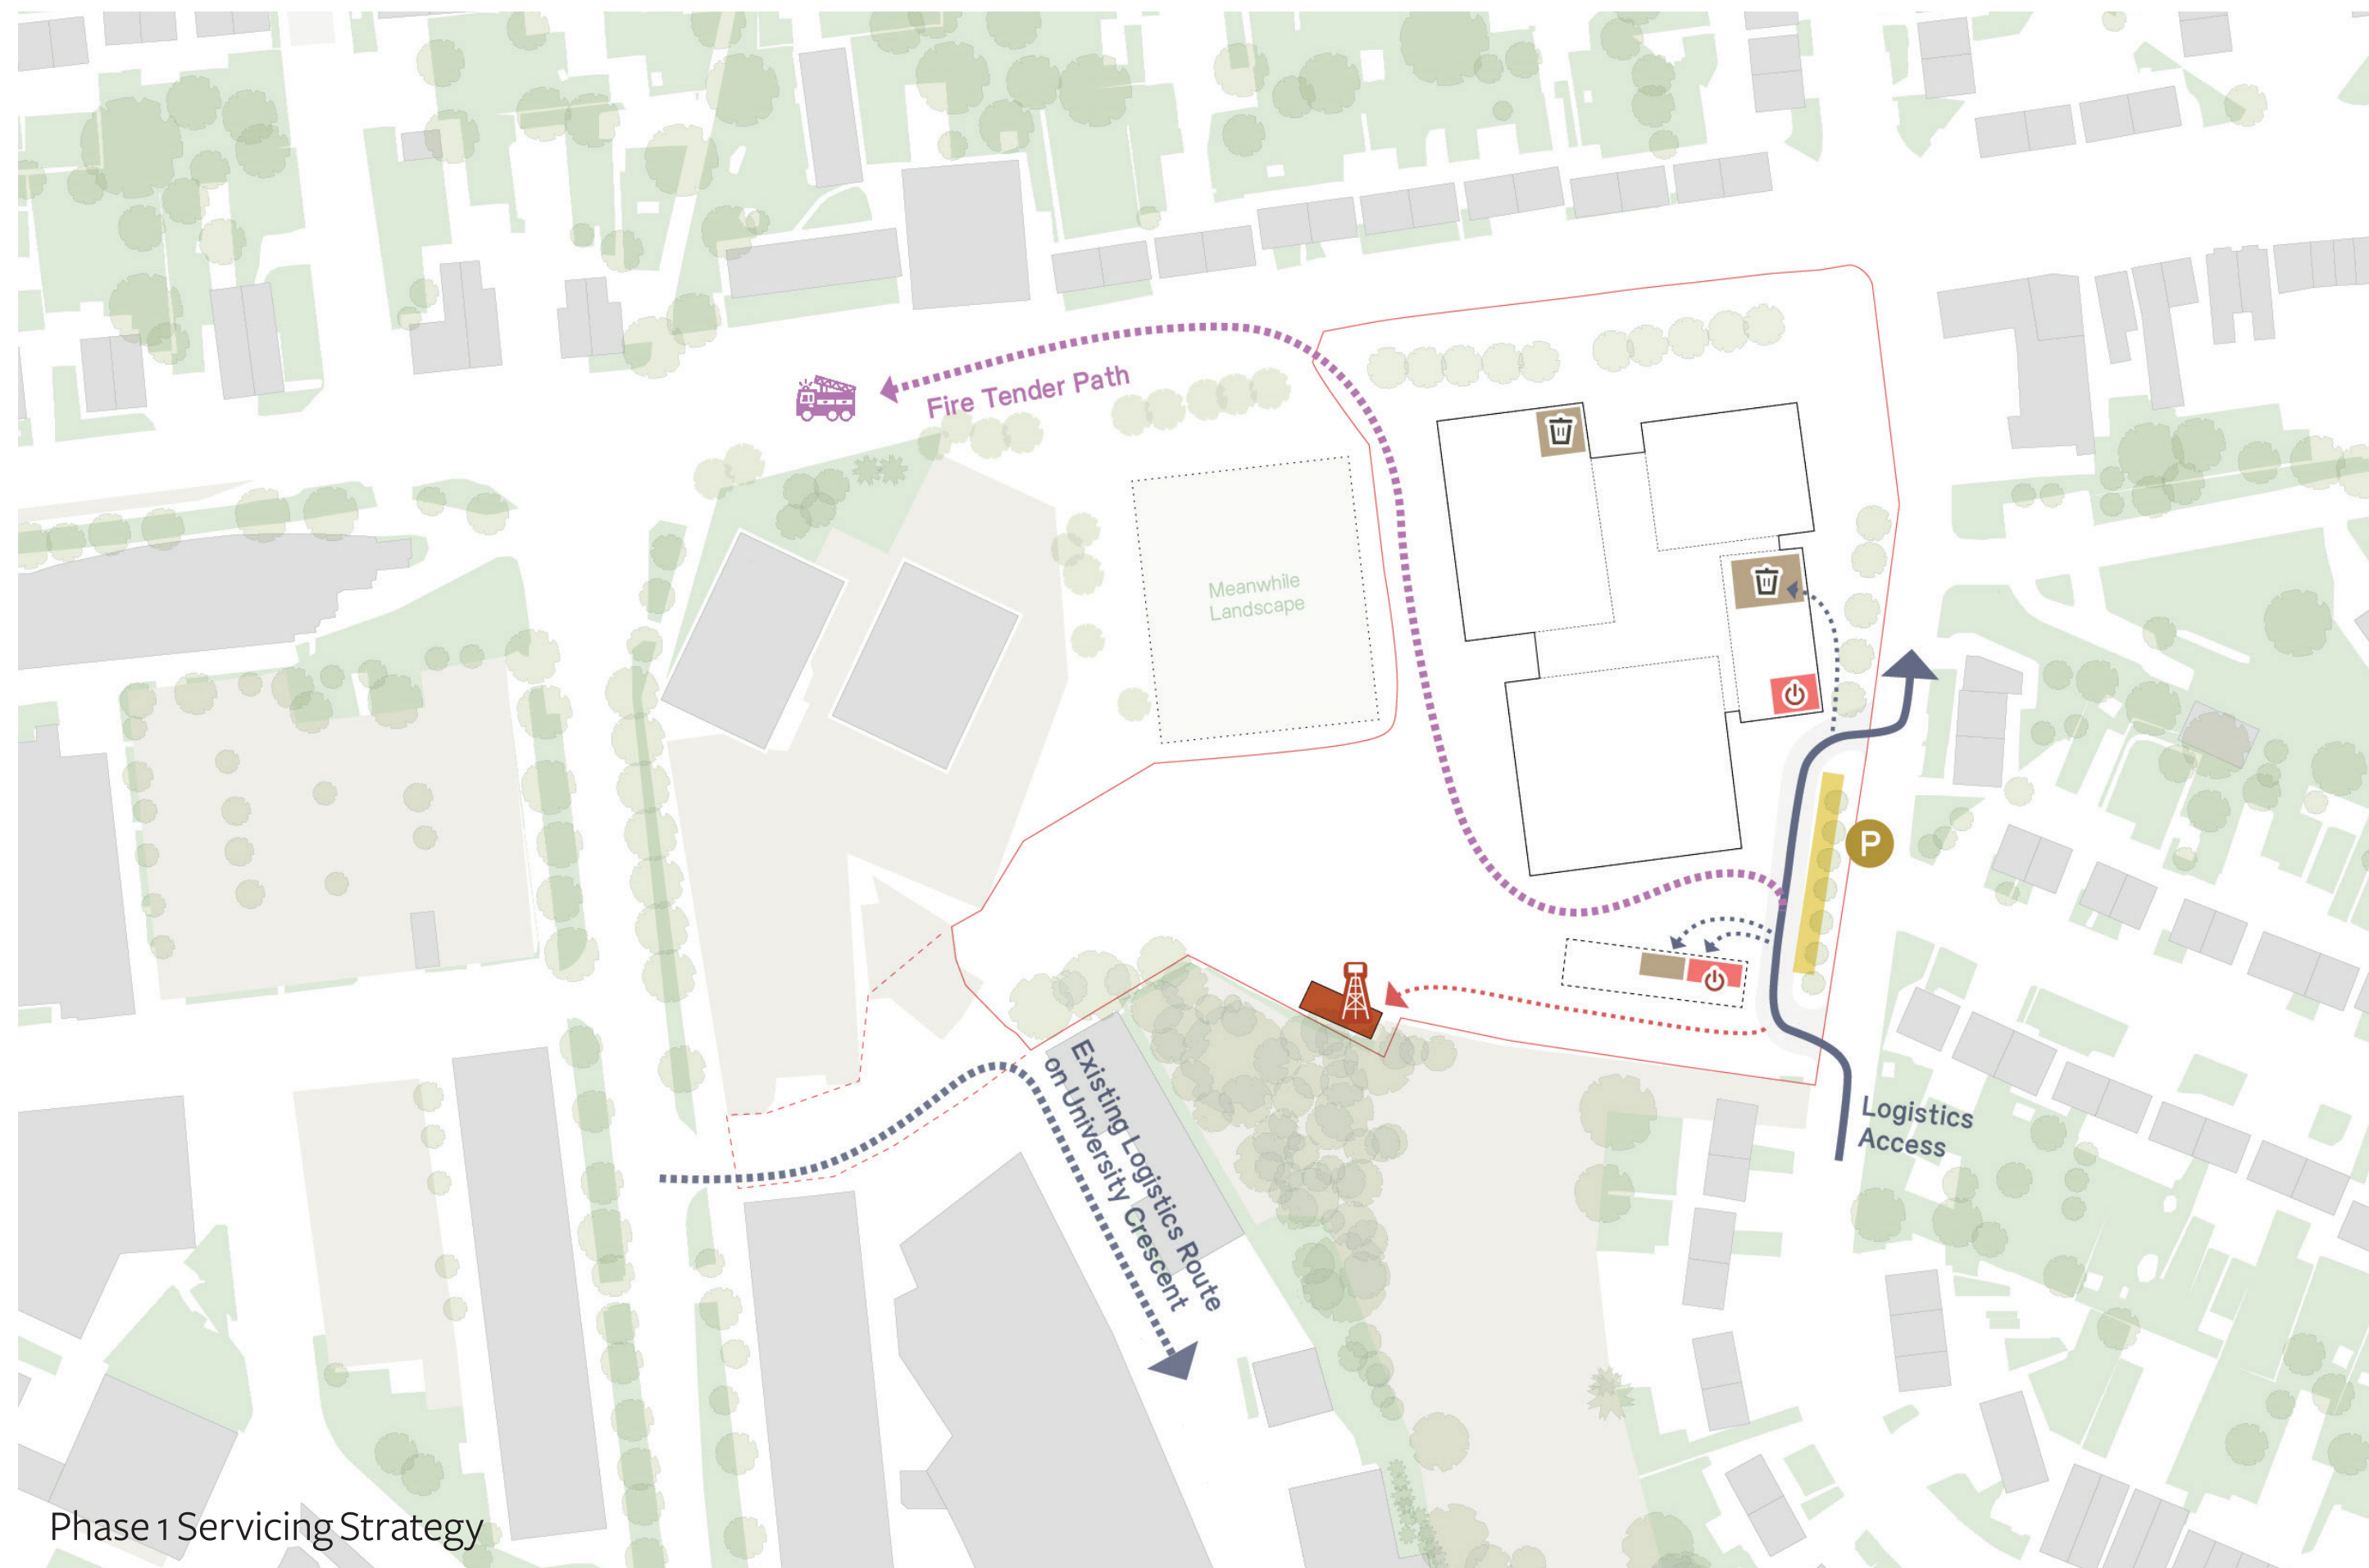 Fire Tender Path
Meanwhile
Landscape
P
Existing Logistics Route
on University Crescent
Logistics
Access
Phase 1 Servicing Strategy